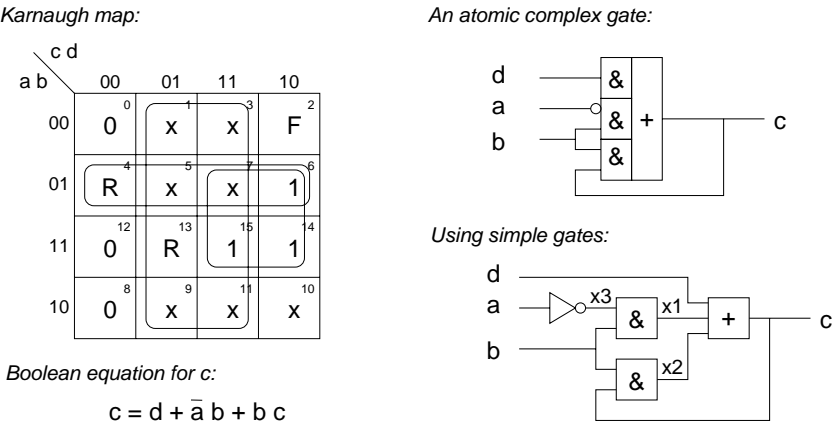 Karnaugh map:
c d
a b 00 01 11 10
0 1 3 2
00 0 x x F
4 5 7 6
01 R x x 1
12 13 15 14
11 0 R 1 1
8 9 11 10
10 0 x x x
Boolean equation for c:
c = d + a̅ b + b c
An atomic complex gate:
d &
a & + c
b &
Using simple gates:
d
a x3 & x1 + c
b & x2